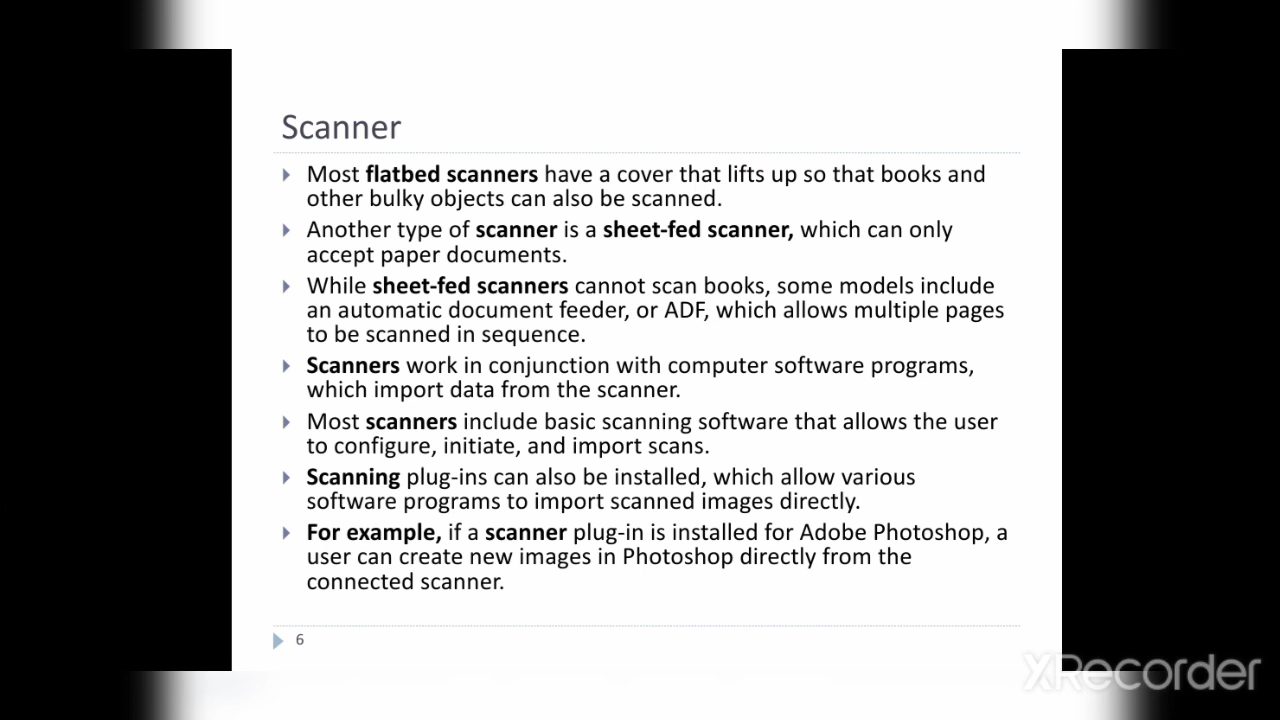 Scanner
Most flatbed scanners have a cover that lifts up so that books and
other bulky objects can also be scanned.
Another type of scanner is a sheet-fed scanner, which can only
accept paper documents.
While sheet-fed scanners cannot scan books, some models include
an automatic document feeder, or ADF, which allows multiple pages
to be scanned in sequence.
Scanners work in conjunction with computer software programs,
which import data from the scanner.
Most scanners include basic scanning software that allows the user
to configure, initiate, and import scans.
Scanning plug-ins can also be installed, which allow various
software programs to import scanned images directly.
For example, if a scanner plug-in is installed for Adobe Photoshop, a
user can create new images in Photoshop directly from the
connected scanner.
6
XRecorder